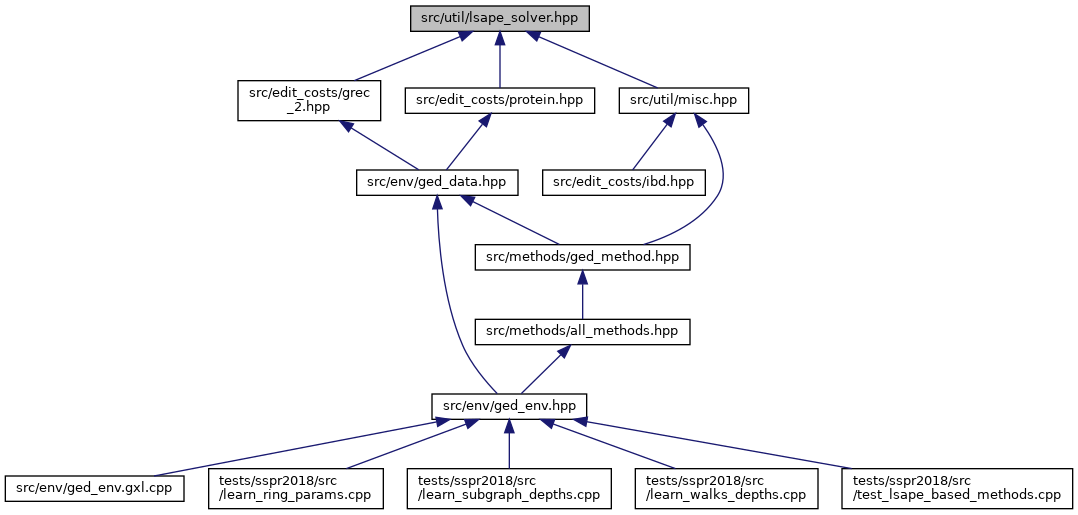 src/util/lsape_solver.hpp
src/edit_costs/grec
_2.hpp
src/edit_costs/protein.hpp
src/util/misc.hpp
src/env/ged_data.hpp
src/edit_costs/ibd.hpp
src/methods/ged_method.hpp
src/methods/all_methods.hpp
src/env/ged_env.hpp
src/env/ged_env.gxl.cpp
tests/sspr2018/src
/learn_ring_params.cpp
tests/sspr2018/src
/learn_subgraph_depths.cpp
tests/sspr2018/src
/learn_walks_depths.cpp
tests/sspr2018/src
/test_lsape_based_methods.cpp